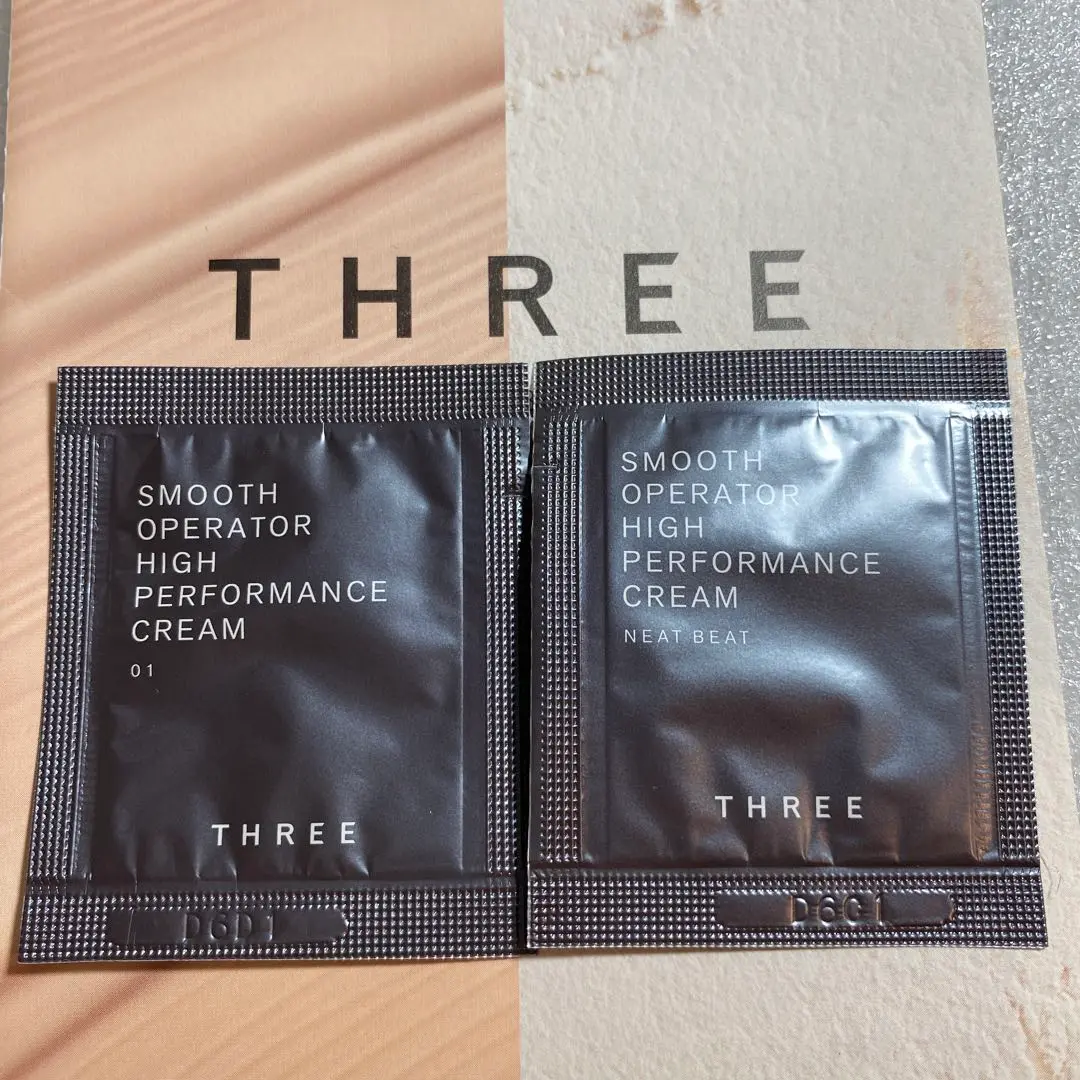 THREE
SMOOTH
OPERATOR
HIGH
PERFORMANCE
CREAM
01
THREE
D6D1
SMOOTH
OPERATOR
HIGH
PERFORMANCE
CREAM
NEAT BEAT
THREE
D6C1